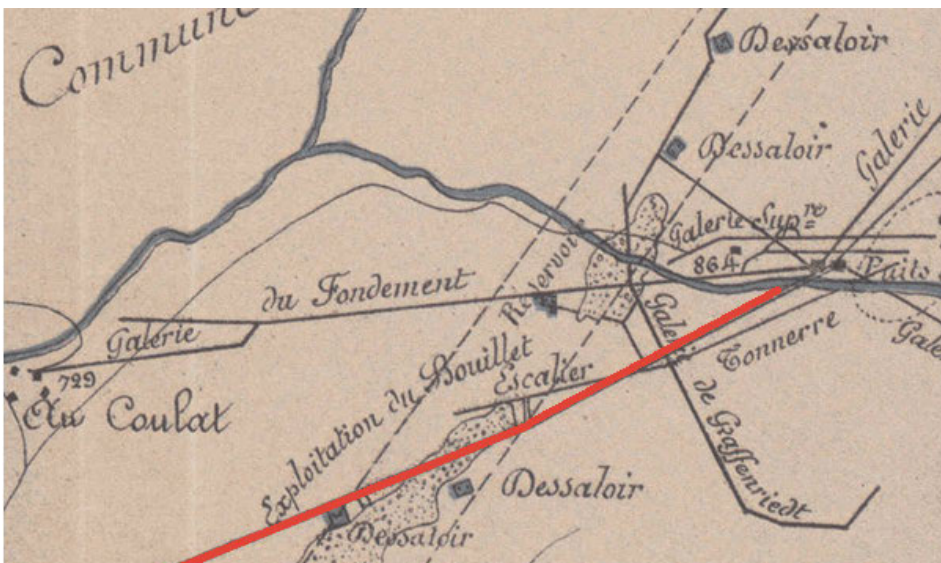 Commune
Dessaloir
Dessaloir
Galerie
Galerie Supre
864
Puits
Réservoir
du Fondement
Galerie
729
Au Coulat
Exploitation du Bouillet
Escalier
Tonnerre
Galerie
de Graffenriedt
Gale
Dessaloir
Dessaloir